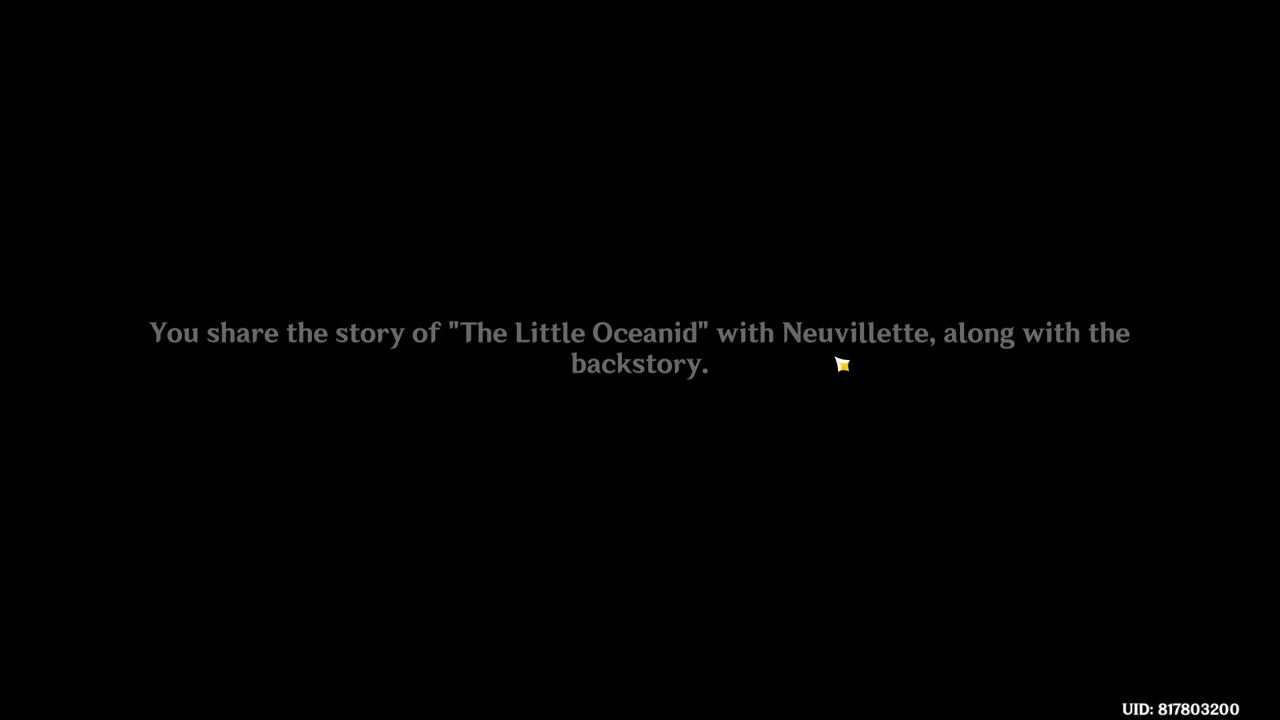 You share the story of "The Little Oceanid" with Neuvillette, along with the
backstory.
UID: 817803200